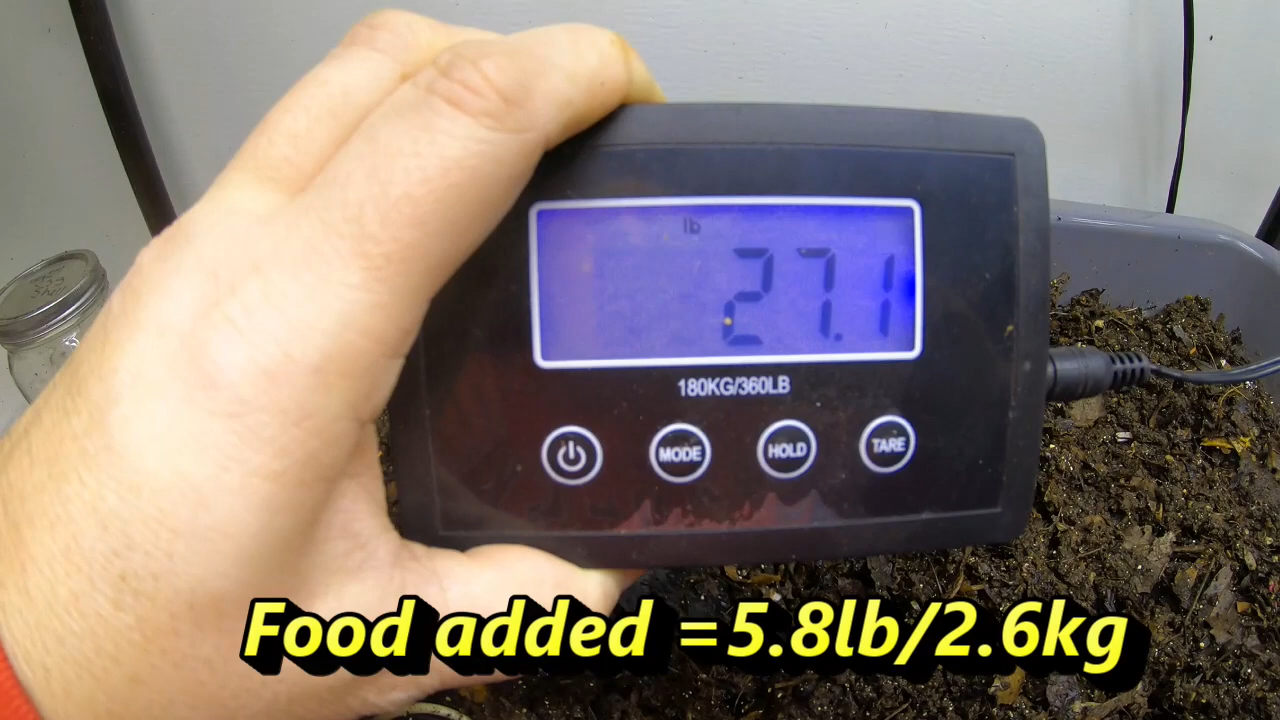 lb
27.1
180KG/360LB
MODE
HOLD
TARE
Food added =5.8lb/2.6kg